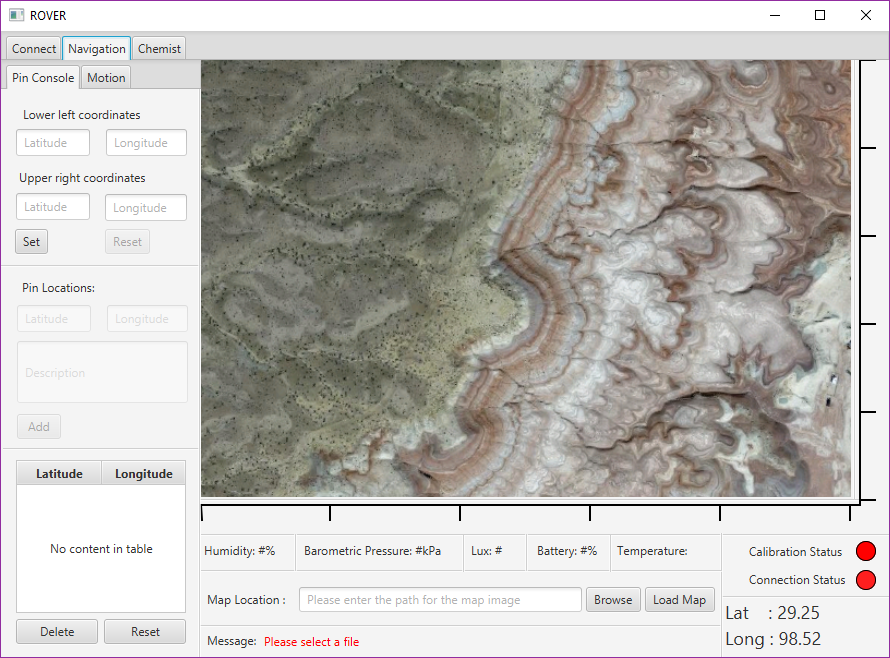 ROVER
Connect Navigation Chemist
Pin Console Motion
Lower left coordinates
Latitude Longitude
Upper right coordinates
Latitude Longitude
Set Reset
Pin Locations:
Latitude Longitude
Description
Add
Latitude Longitude
No content in table
Delete Reset
Humidity: #% Barometric Pressure: #kPa Lux: # Battery: #% Temperature:
Map Location : Please enter the path for the map image Browse Load Map
Message: Please select a file
Calibration Status
Connection Status
Lat : 29.25
Long : 98.52